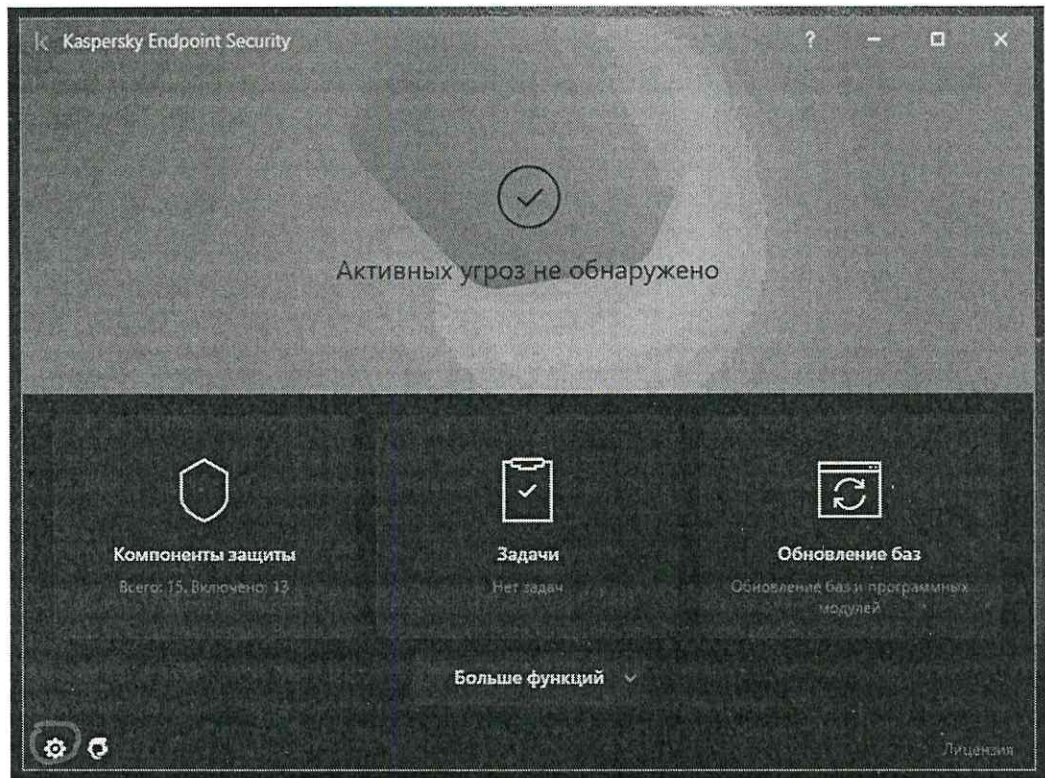 Kaspersky Endpoint Security ?
Активных угроз не обнаружено
Компоненты защиты
Всего: 15, Включено: 13
Задачи
Нет задач
Обновление баз
Обновление баз и программных
модулей
Больше функций
Лицензия